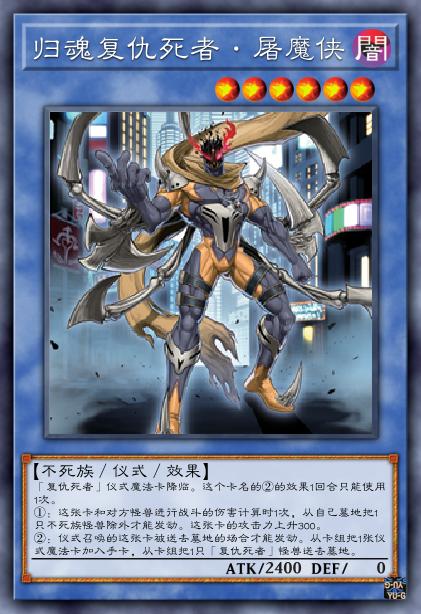 归魂复仇死者・屠魔侠 闇
【不死族/仪式/效果】
「复仇死者」仪式魔法卡降临。这个卡名的②的效果1回合只能使用
1次。
①：这张卡和对方怪兽进行战斗的伤害计算时1次，从自己墓地把1
只不死族怪兽除外才能发动。这张卡的攻击力上升300。
②：仪式召唤的这张卡被送去墓地的场合才能发动。从卡组把1张仪
式魔法卡加入手卡，从卡组把1只「复仇死者」怪兽送去墓地。
ATK/2400 DEF/ 0